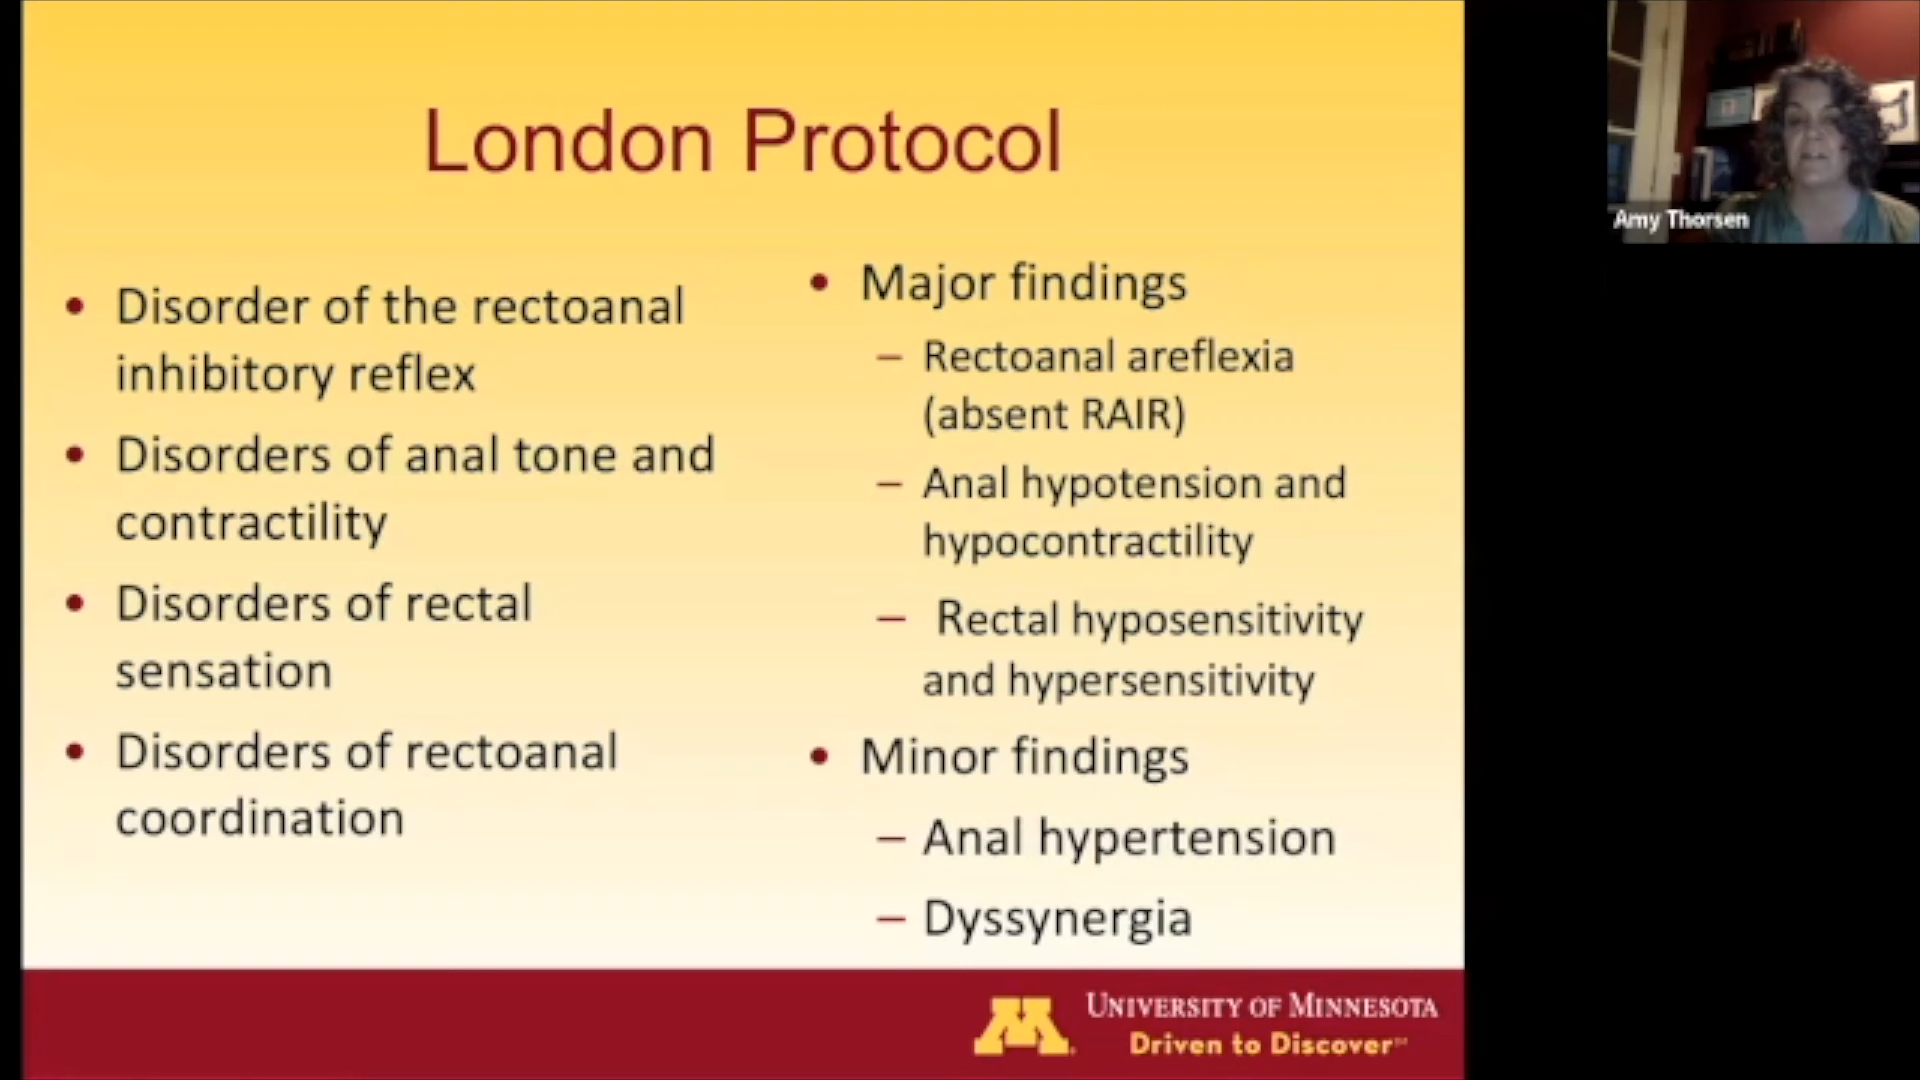 London Protocol
• Disorder of the rectoanal
inhibitory reflex
• Disorders of anal tone and
contractility
• Disorders of rectal
sensation
• Disorders of rectoanal
coordination
• Major findings
– Rectoanal areflexia
(absent RAIR)
– Anal hypotension and
hypocontractility
– Rectal hyposensitivity
and hypersensitivity
• Minor findings
– Anal hypertension
– Dyssynergia
M
UNIVERSITY OF MINNESOTA
Driven to Discover℠
Amy Thorsen